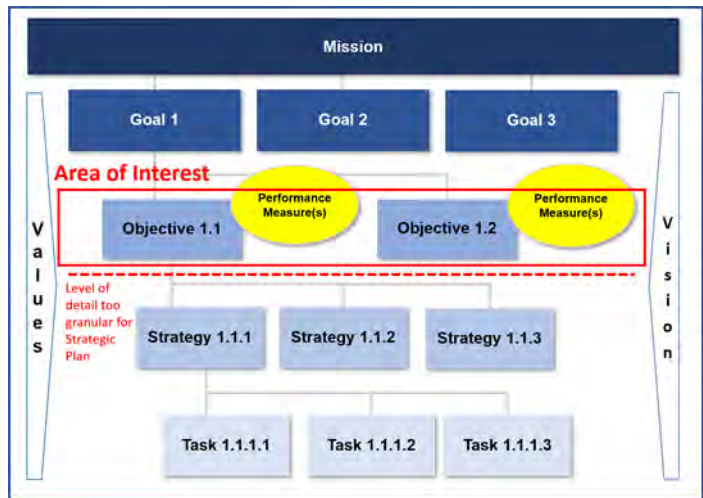 Mission
Goal 1
Goal 2
Goal 3
Area of Interest
Performance
Measure(s)
Performance
Measure(s)
Objective 1.1
Objective 1.2
Values
Vision
Level of
detail too
granular for
Strategic
Plan
Strategy 1.1.1
Strategy 1.1.2
Strategy 1.1.3
Task 1.1.1.1
Task 1.1.1.2
Task 1.1.1.3